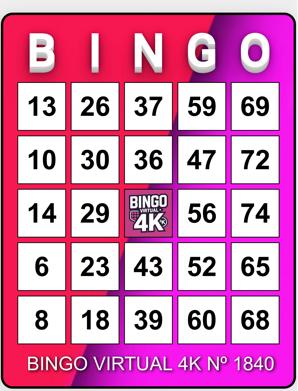 B I N G O
13 26 37 59 69
10 30 36 47 72
14 29 BINGO VIRTUAL 4K 56 74
6 23 43 52 65
8 18 39 60 68
BINGO VIRTUAL 4K Nº 1840